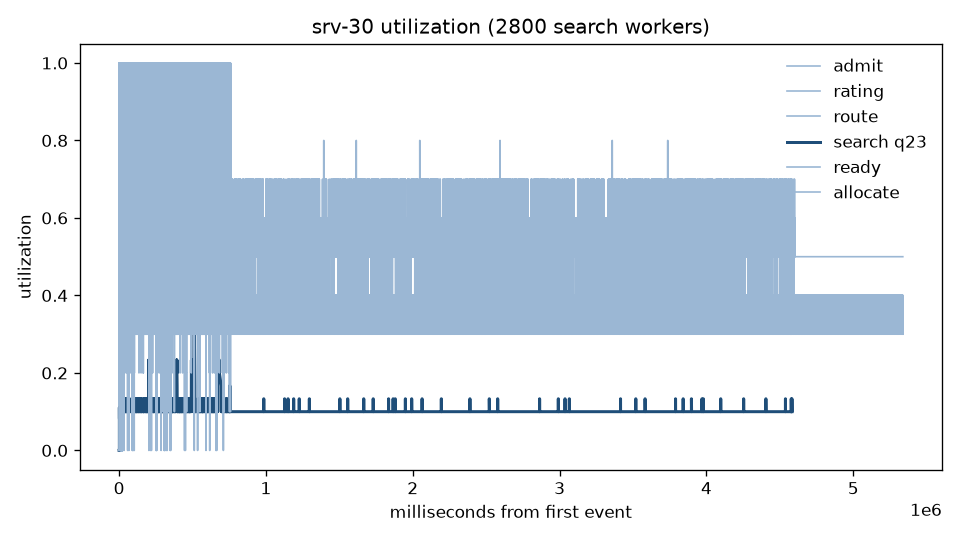 srv-30 utilization (2800 search workers)
utilization
1.0
0.8
0.6
0.4
0.2
0.0
admit
rating
route
search q23
ready
allocate
0 1 2 3 4 5
1e6
milliseconds from first event